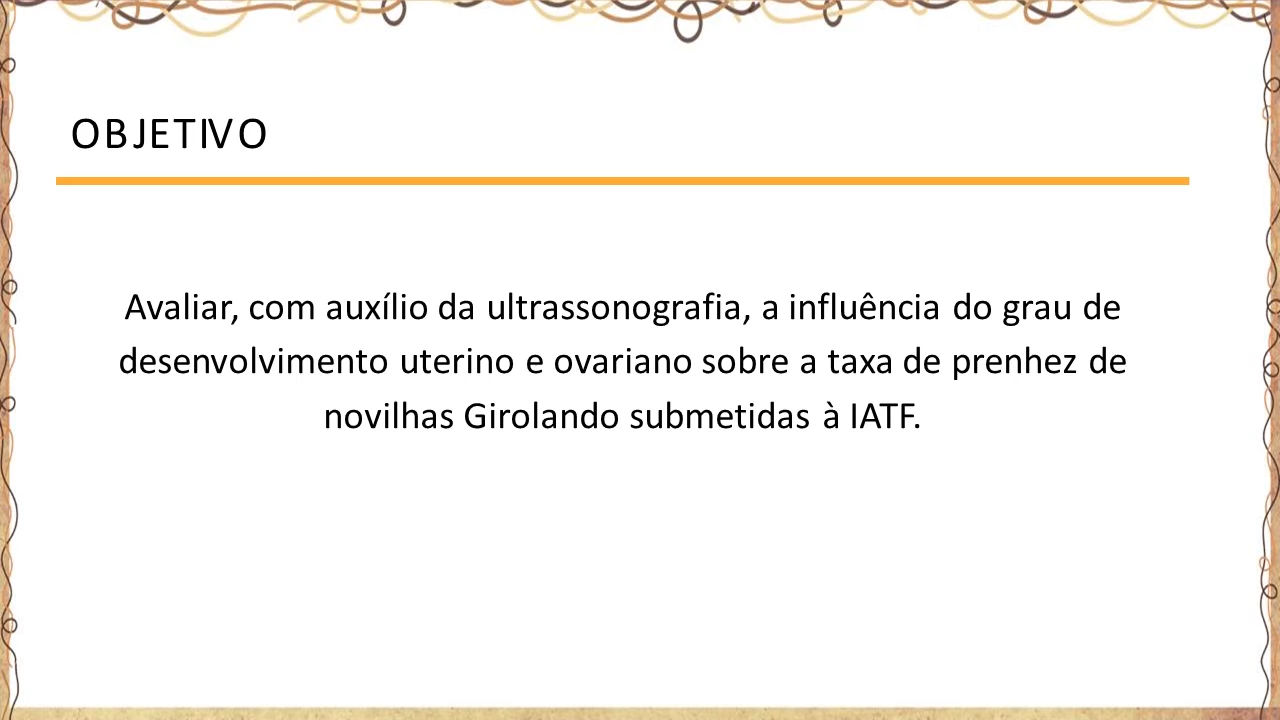 OBJETIVO
Avaliar, com auxílio da ultrassonografia, a influência do grau de
desenvolvimento uterino e ovariano sobre a taxa de prenhez de
novilhas Girolando submetidas à IATF.